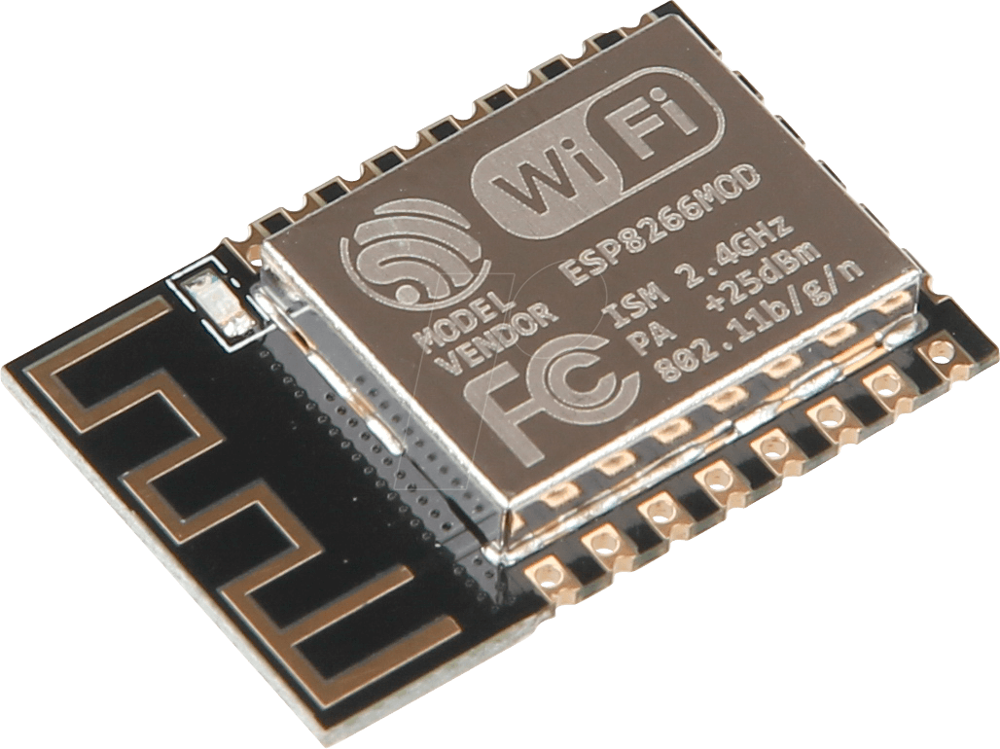 WiFi
ESP8266MOD
MODEL
VENDOR
ISM 2.4GHz
PA +25dBm
802.11b/g/n
FC